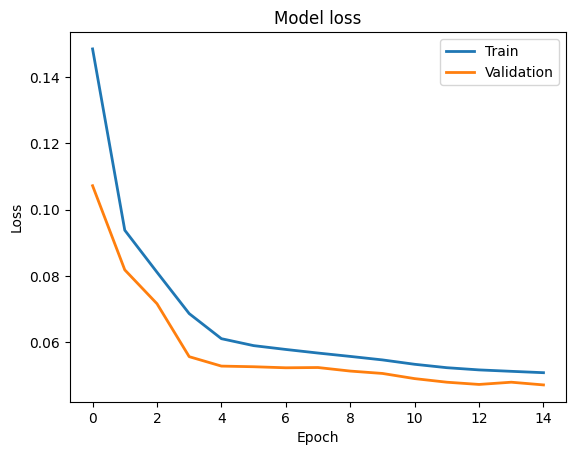 Model loss
Train
Validation
0.14
0.12
0.10
0.08
0.06
Loss
0 2 4 6 8 10 12 14
Epoch